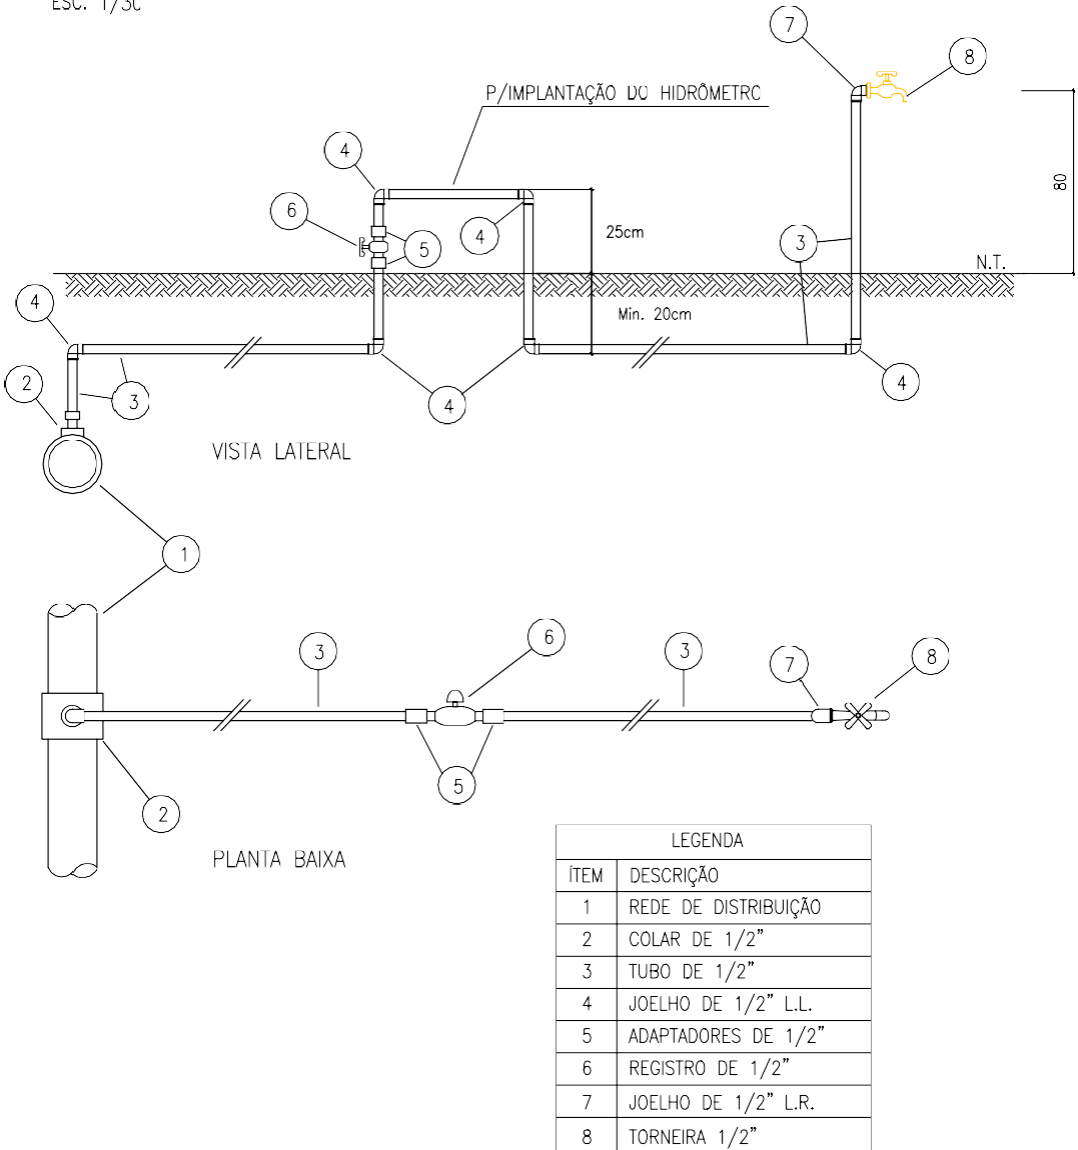 ESC. 1/30
7
8
P/IMPLANTAÇÃO DO HIDRÔMETRO
4
80
6
4
5
25cm
3
N.T.
4
Min. 20cm
2
3
4
4
VISTA LATERAL
1
3
6
3
7
8
5
2
PLANTA BAIXA
LEGENDA
ÍTEM DESCRIÇÃO
1 REDE DE DISTRIBUIÇÃO
2 COLAR DE 1/2"
3 TUBO DE 1/2"
4 JOELHO DE 1/2" L.L.
5 ADAPTADORES DE 1/2"
6 REGISTRO DE 1/2"
7 JOELHO DE 1/2" L.R.
8 TORNEIRA 1/2"